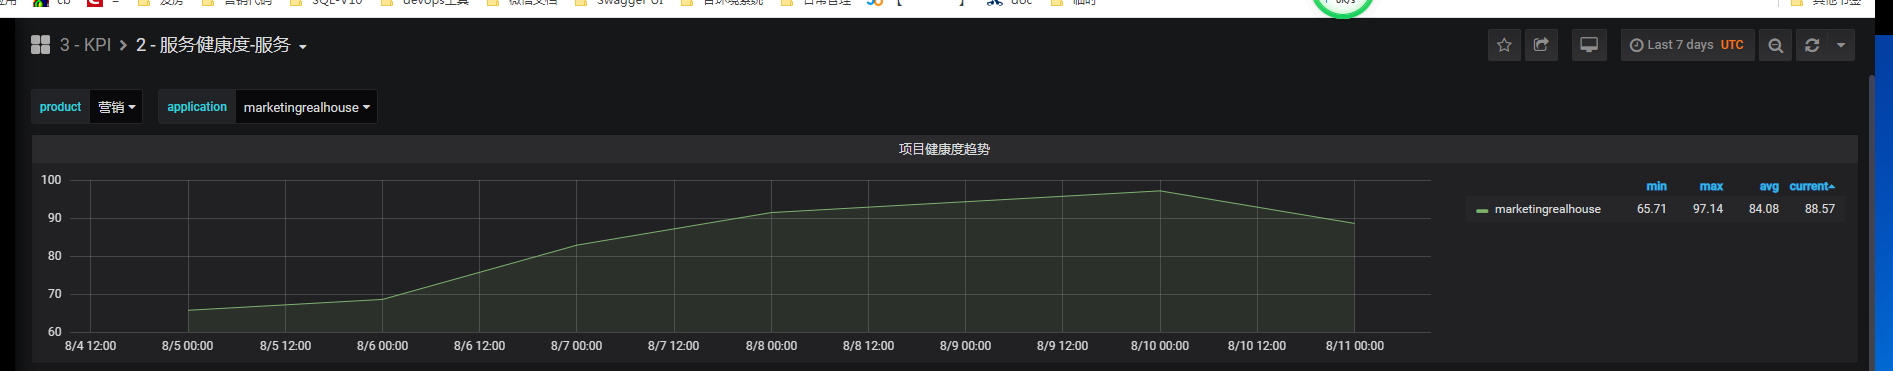 3 - KPI > 2 - 服务健康度-服务
Last 7 days UTC
product 营销 application marketingrealhouse
项目健康度趋势
100
90
80
70
60
8/4 12:00 8/5 00:00 8/5 12:00 8/6 00:00 8/6 12:00 8/7 00:00 8/7 12:00 8/8 00:00 8/8 12:00 8/9 00:00 8/9 12:00 8/10 00:00 8/10 12:00 8/11 00:00
min max avg current
marketingrealhouse 65.71 97.14 84.08 88.57